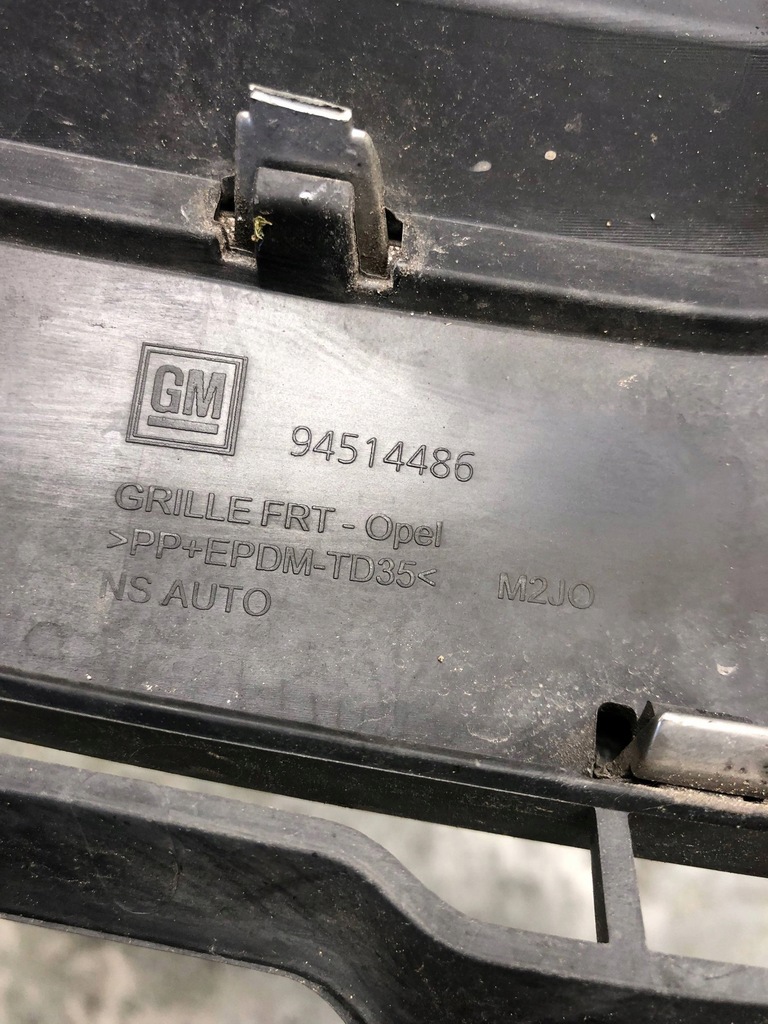 GM
94514486
GRILLE FRT - Opel
>PP+EPDM-TD35<
M2JO
NS AUTO